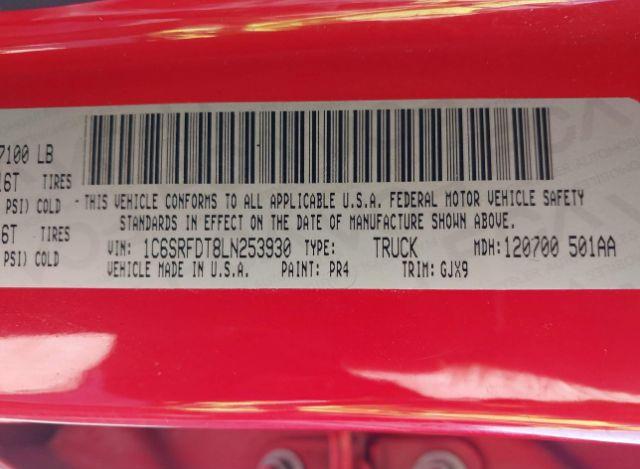 7100 LB
16T TIRES
PSI) COLD
6T TIRES
PSI) COLD
- THIS VEHICLE CONFORMS TO ALL APPLICABLE U.S.A. FEDERAL MOTOR VEHICLE SAFETY
STANDARDS IN EFFECT ON THE DATE OF MANUFACTURE SHOWN ABOVE.
VIN: 1C6SRFDT8LN253930 TYPE: TRUCK MDH:120700 501AA
VEHICLE MADE IN U.S.A. PAINT: PR4 TRIM: GJX9